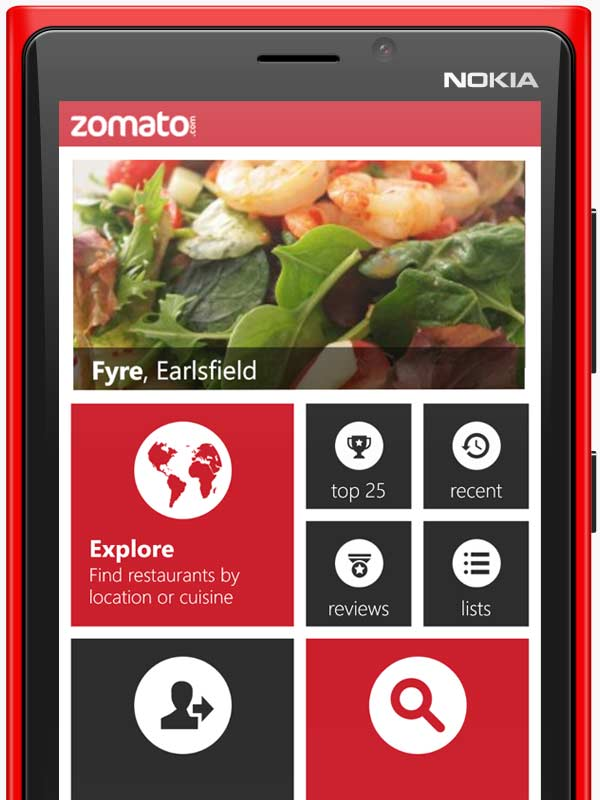 NOKIA
zomato.com
Fyre, Earlsfield
Explore
Find restaurants by
location or cuisine
top 25
recent
reviews
lists